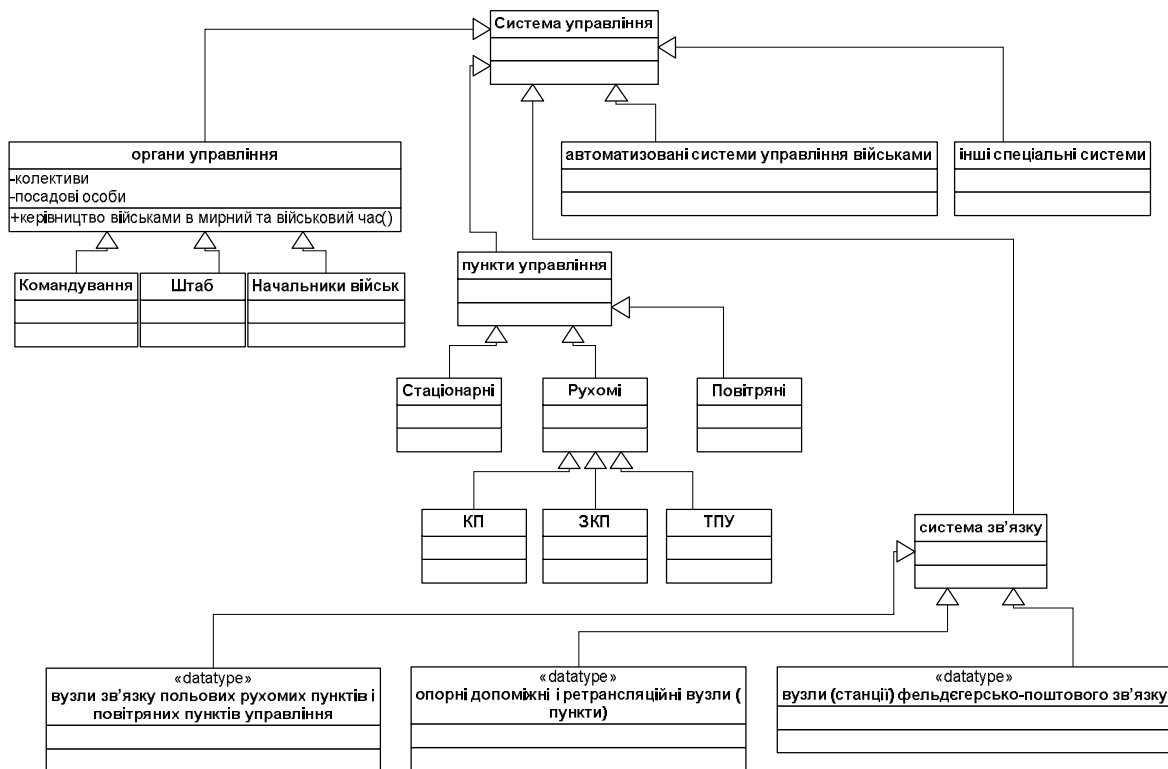 Система управління
органи управління
-колективи
-посадові особи
+керівництво військами в мирний та військовий час()
автоматизовані системи управління військами
інші спеціальні системи
пункти управління
Командування
Штаб
Начальники військ
Стаціонарні
Рухомі
Повітряні
КП
ЗКП
ТПУ
система зв'язку
«datatype»
вузли зв'язку польових рухомих пунктів і
повітряних пунктів управління
«datatype»
опорні допоміжні і ретрансляційні вузли (
пункти)
«datatype»
вузли (станції) фельдєгерсько-поштового зв'язку